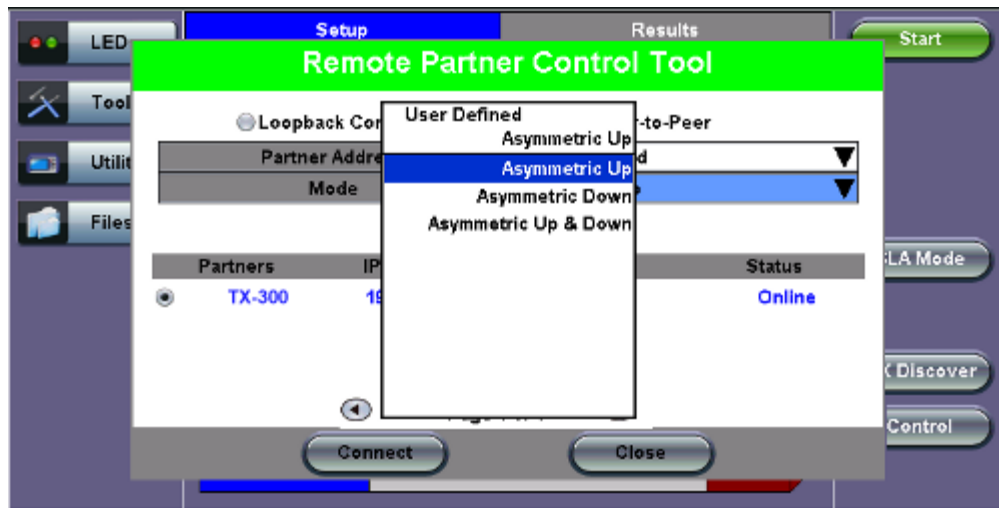 Setup
Results
LED
Start
Remote Partner Control Tool
Tool
Loopback Con
User Defined
-to-Peer
Asymmetric Up
Utilit
Partner Addre
Asymmetric Up
d
Mode
Asymmetric Down
Files
Asymmetric Up & Down
LA Mode
Partners
IP
Status
TX-300
19
Online
Discover
Control
Connect
Close